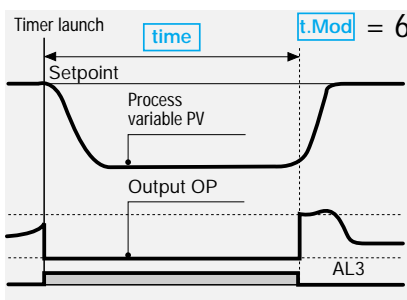 Timer launch
time
t.Mod = 6
Setpoint
Process
variable PV
Output OP
AL3